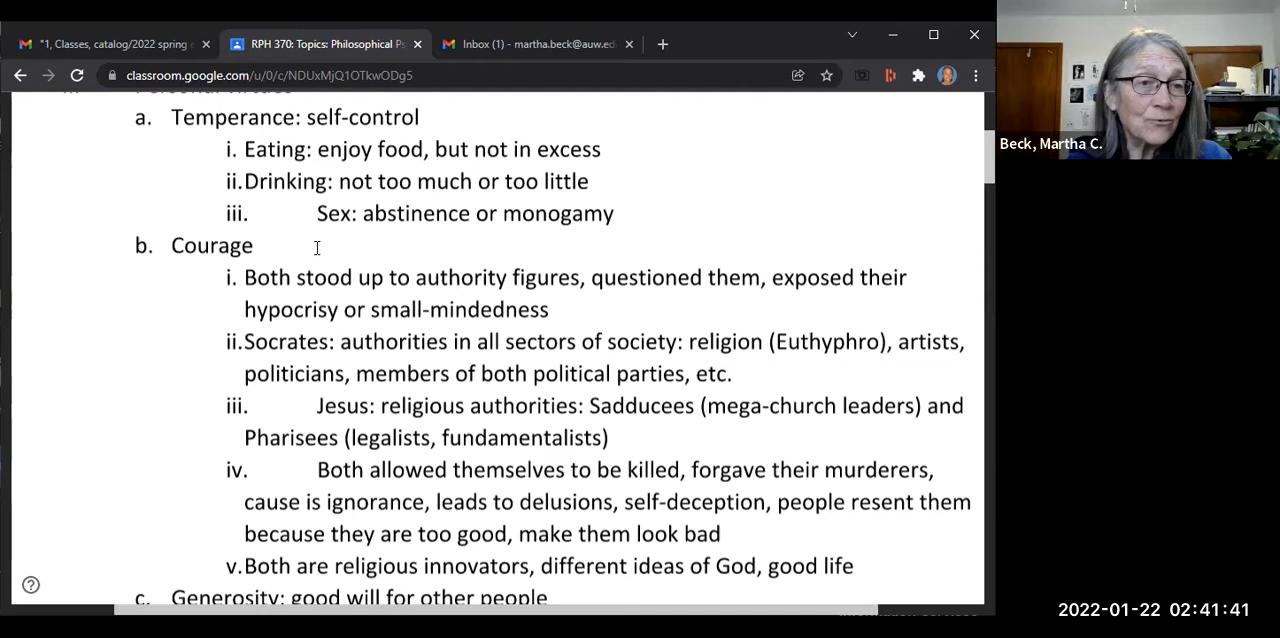 "1, Classes, catalog/2022 spring
RPH 370: Topics: Philosophical Ps
Inbox (1) - martha.beck@auw.ed
classroom.google.com/u/0/c/NDUxMjQ1OTkwODg5
a. Temperance: self-control
i. Eating: enjoy food, but not in excess
ii.Drinking: not too much or too little
iii. Sex: abstinence or monogamy
b. Courage
i. Both stood up to authority figures, questioned them, exposed their
hypocrisy or small-mindedness
ii.Socrates: authorities in all sectors of society: religion (Euthyphro), artists,
politicians, members of both political parties, etc.
iii. Jesus: religious authorities: Sadducees (mega-church leaders) and
Pharisees (legalists, fundamentalists)
iv. Both allowed themselves to be killed, forgave their murderers,
cause is ignorance, leads to delusions, self-deception, people resent them
because they are too good, make them look bad
v.Both are religious innovators, different ideas of God, good life
c. Generosity: good will for other people
Beck, Martha C.
2022-01-22 02:41:41